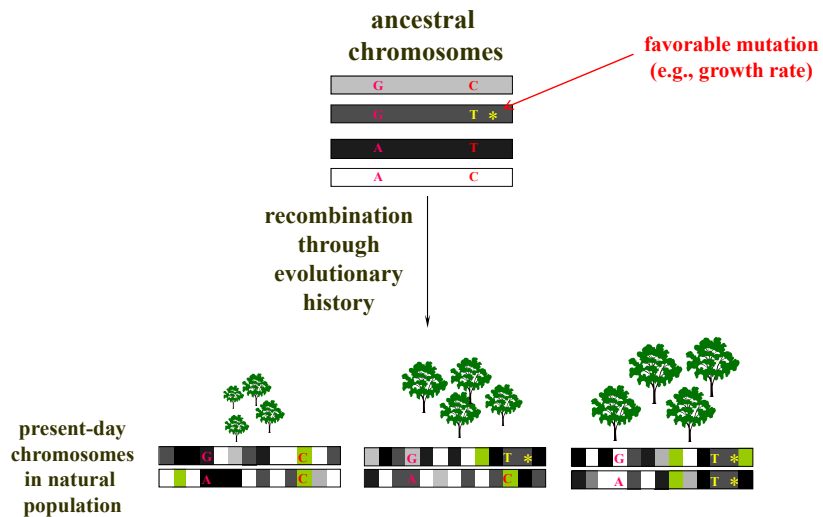 ancestral
chromosomes
favorable mutation
(e.g., growth rate)
G C
G T *
A T
A C
recombination
through
evolutionary
history
present-day
chromosomes
in natural
population
G C
A C
G T *
A C
G T *
A T *